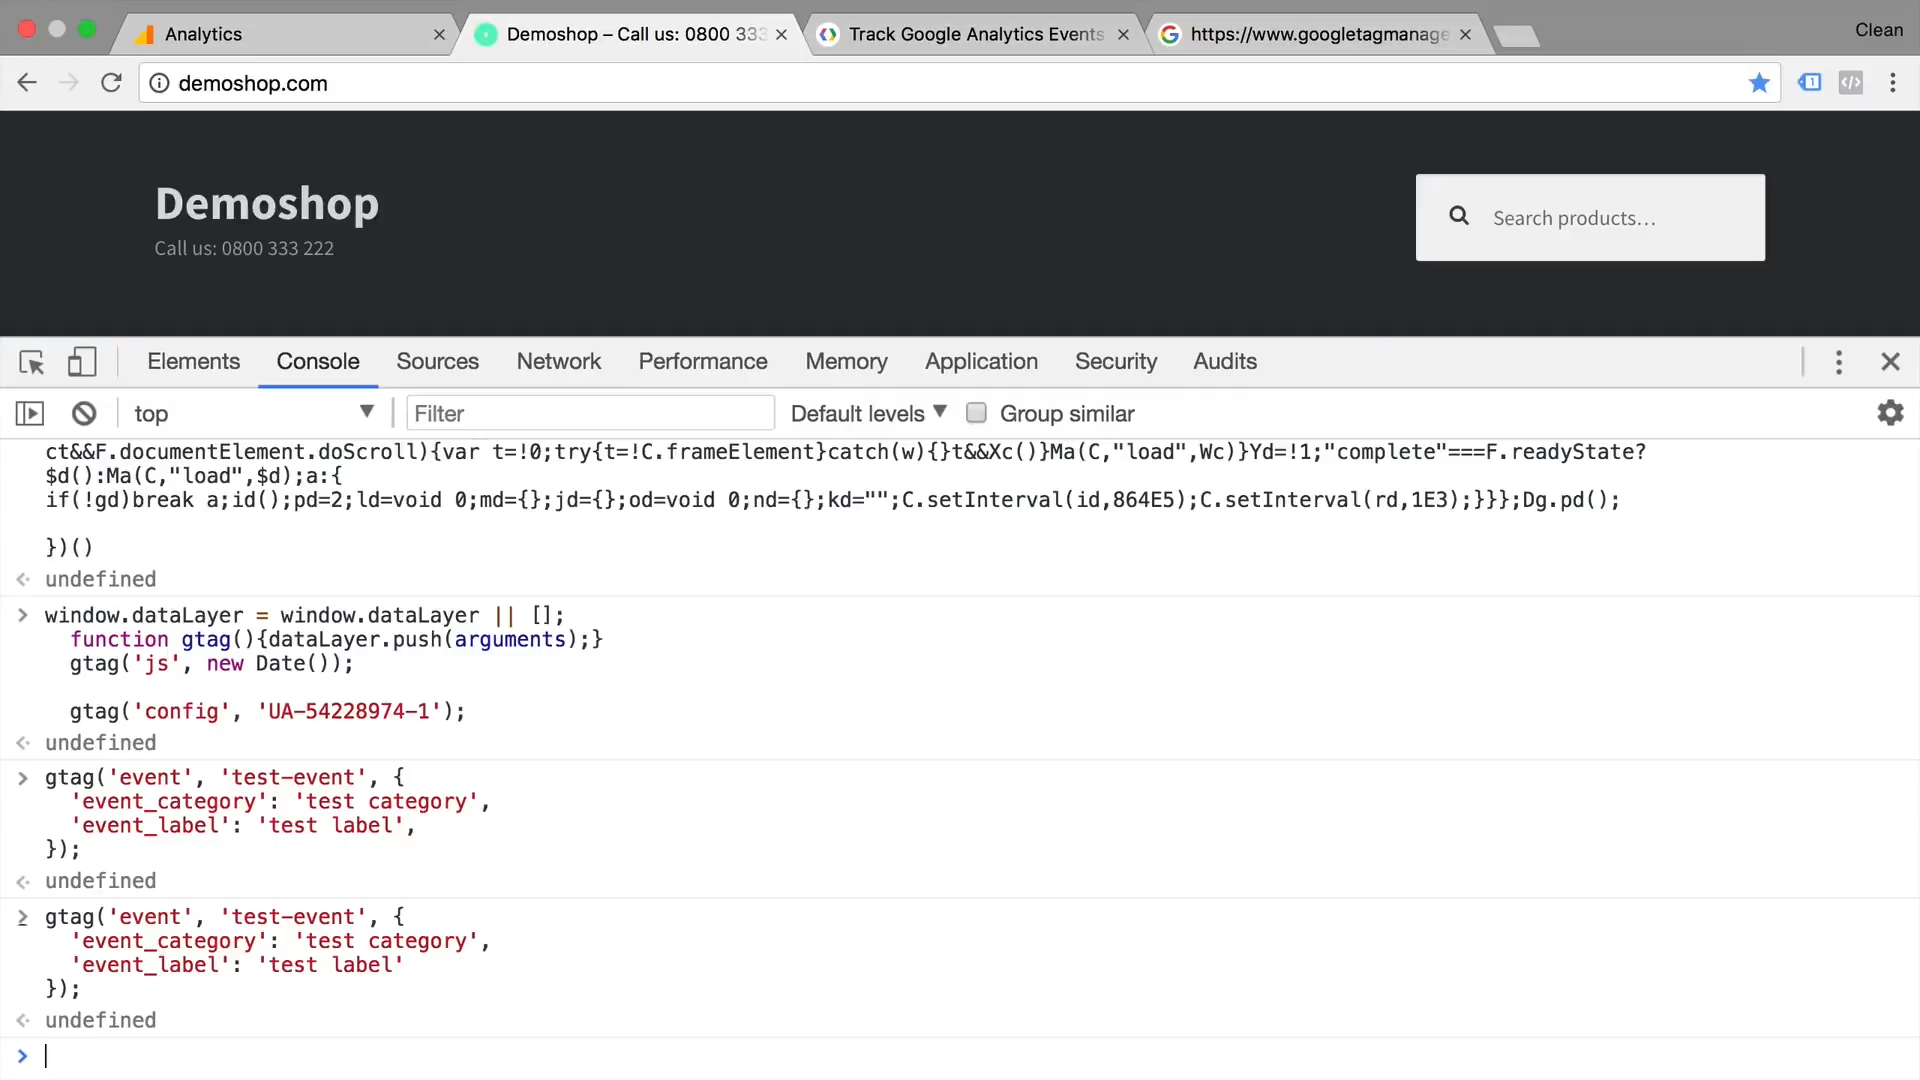 Analytics
Demoshop – Call us: 0800 333
Track Google Analytics Events
https://www.googletagmanage
Clean
demoshop.com
1
Demoshop
Call us: 0800 333 222
Search products…
Elements Console Sources Network Performance Memory Application Security Audits
top
Filter
Default levels
Group similar
ct&&F.documentElement.doScroll){var t=!0;try{t=!C.frameElement}catch(w){}t&&Xc()}Ma(C,"load",Wc)}Yd=!1;"complete"===F.readyState?
$d():Ma(C,"load",$d);a:{
if(!gd)break a;id();pd=2;ld=void 0;md={};jd={};od=void 0;nd={};kd="";C.setInterval(id,864E5);C.setInterval(rd,1E3);}}};Dg.pd();
})()
undefined
window.dataLayer = window.dataLayer || [];
function gtag(){dataLayer.push(arguments);}
gtag('js', new Date());
gtag('config', 'UA-54228974-1');
undefined
gtag('event', 'test-event', {
'event_category': 'test category',
'event_label': 'test label',
});
undefined
gtag('event', 'test-event', {
'event_category': 'test category',
'event_label': 'test label'
});
undefined